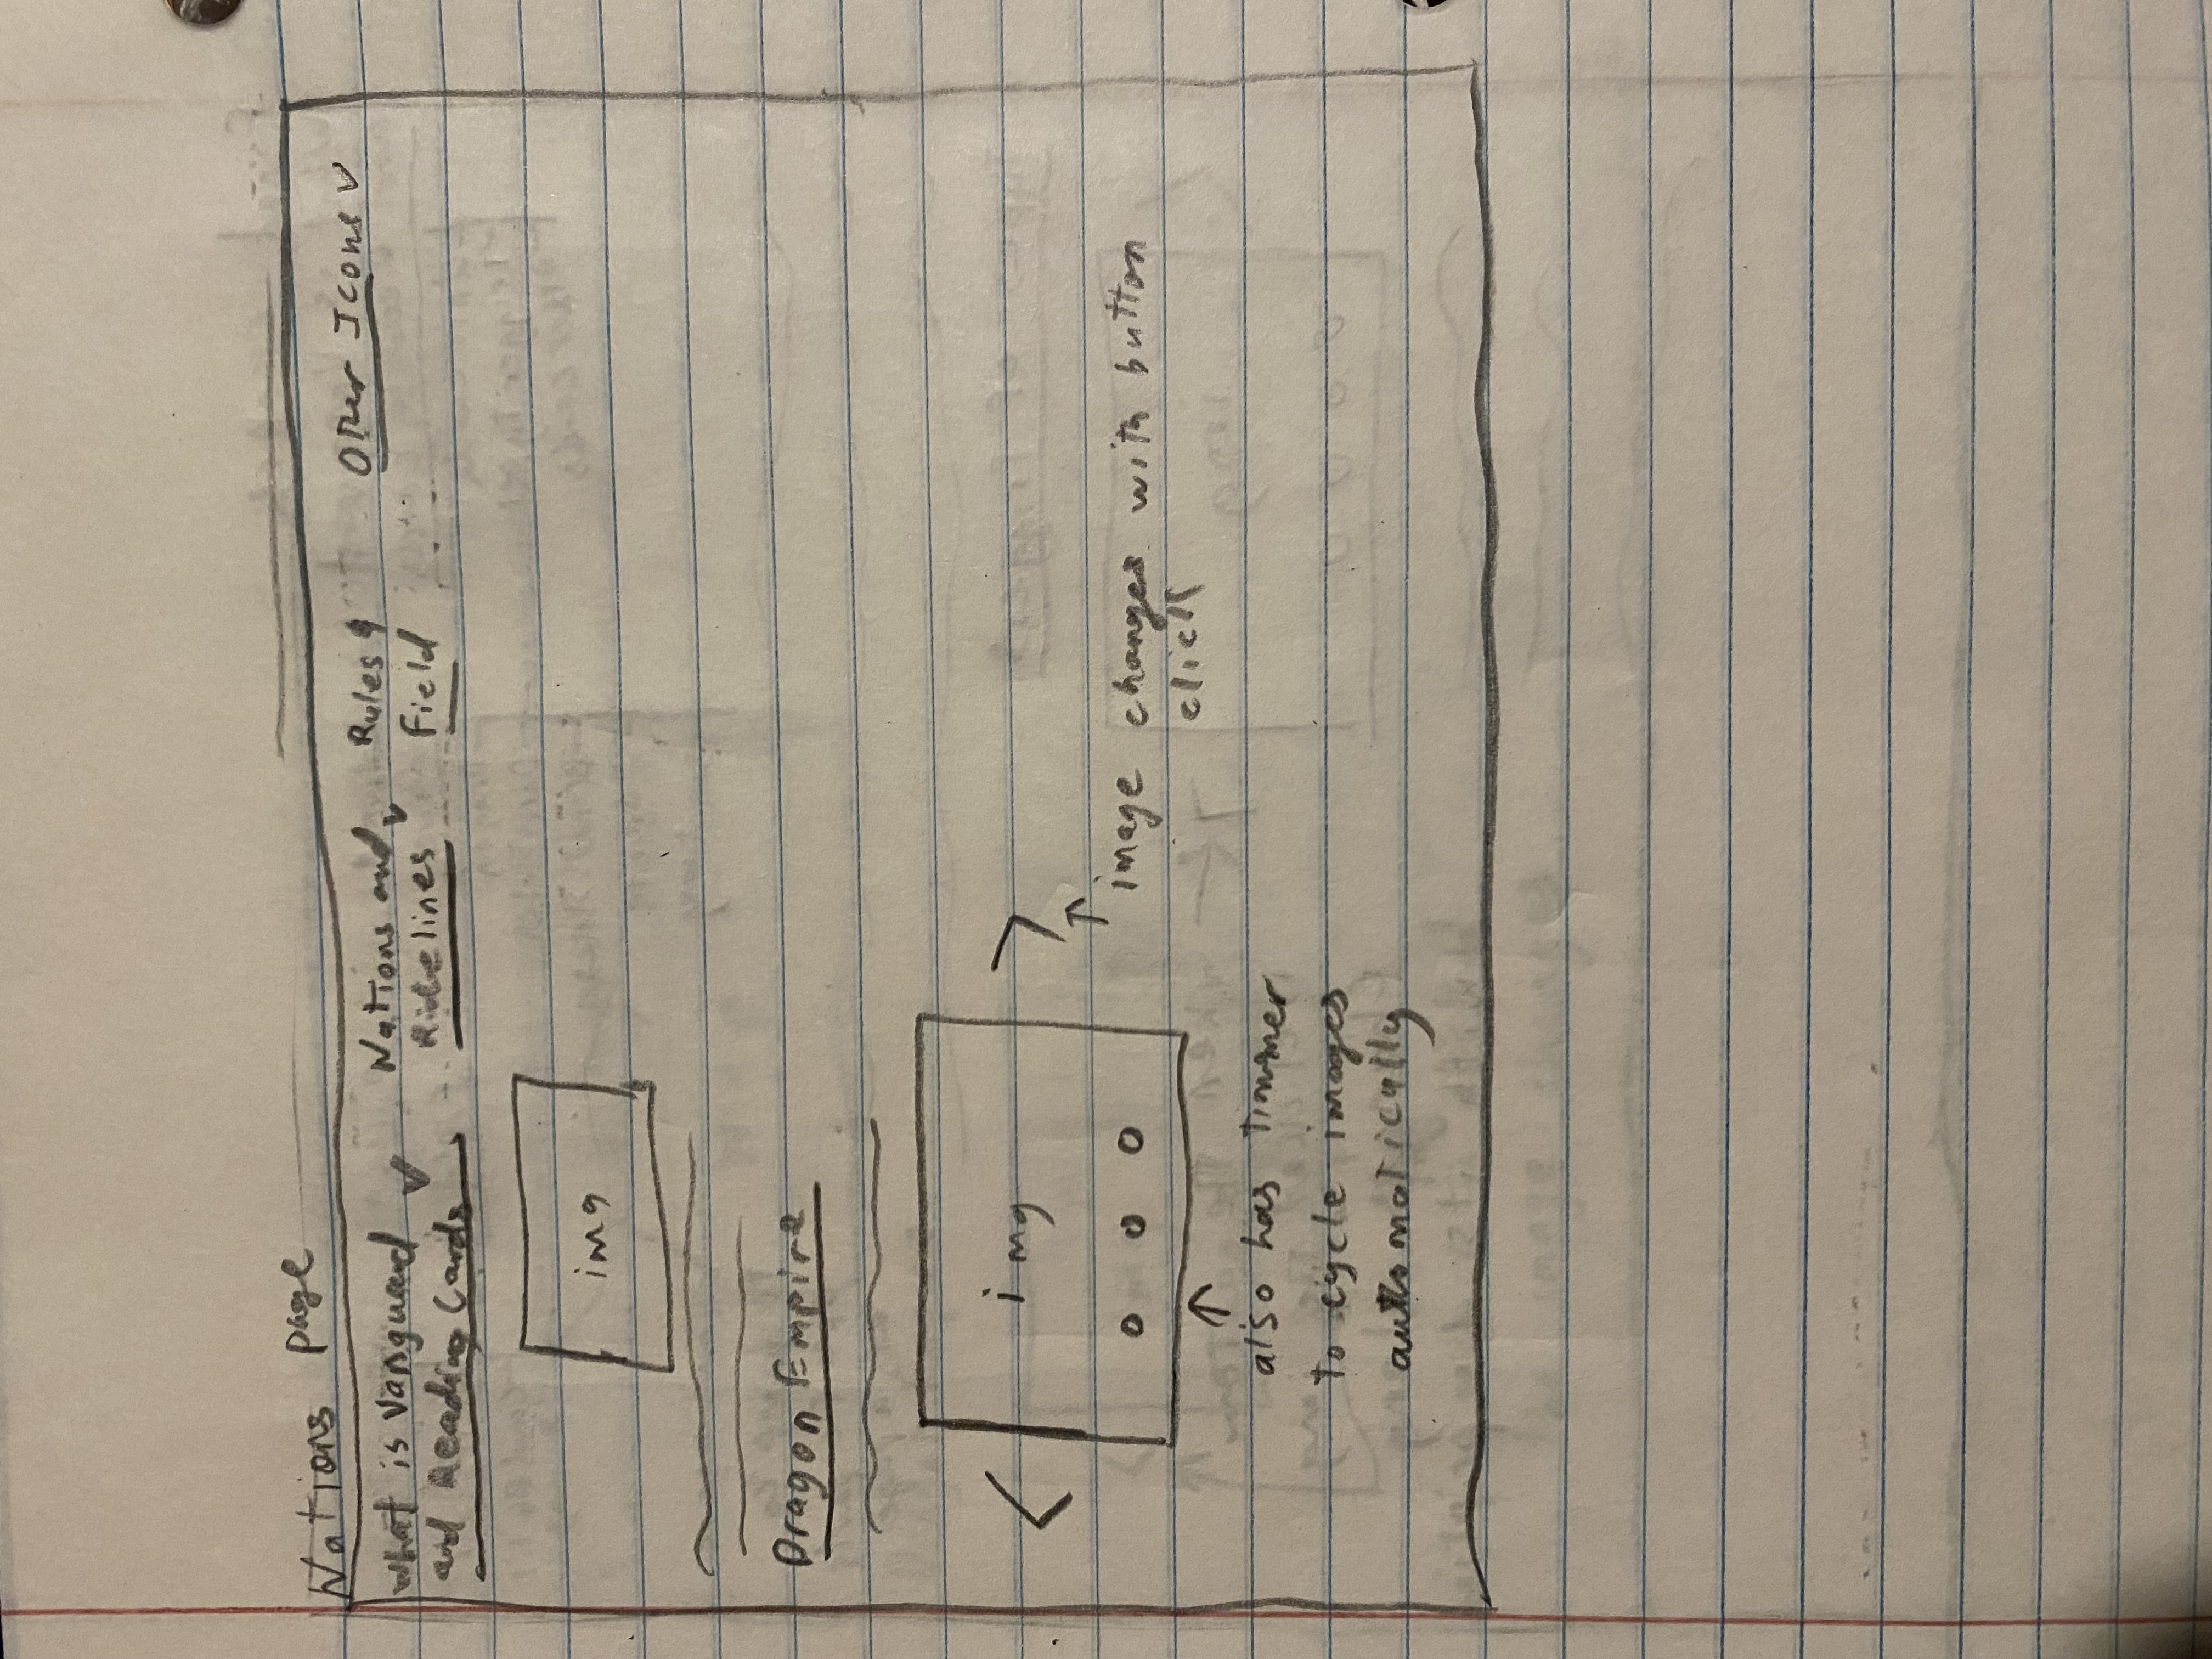 Nations page
What is Vanguard
and Reading Cards
Nations and
Ridelines
Rules &
Field
Other Icons
img
Dragon Empire
img
image changes with button
click
also has timmer
to cycle images
automatically